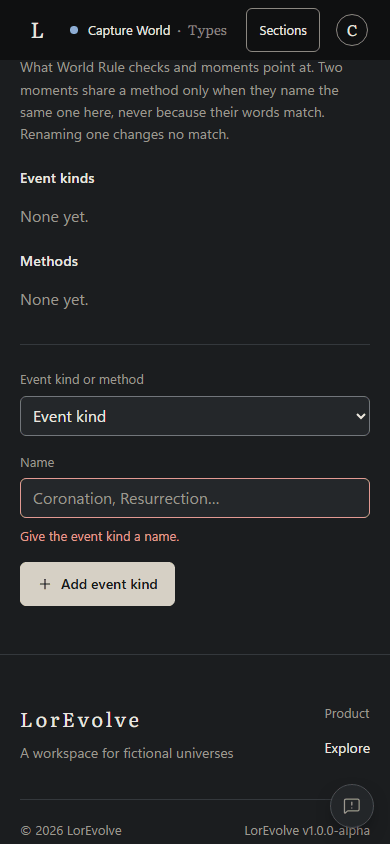 L
Capture World · Types
Sections
C
What World Rule checks and moments point at. Two
moments share a method only when they name the
same one here, never because their words match.
Renaming one changes no match.
Event kinds
None yet.
Methods
None yet.
Event kind or method
Event kind
Name
Coronation, Resurrection...
Give the event kind a name.
+ Add event kind
LorEvolve
A workspace for fictional universes
Product
Explore
© 2026 LorEvolve
LorEvolve v1.0.0-alpha